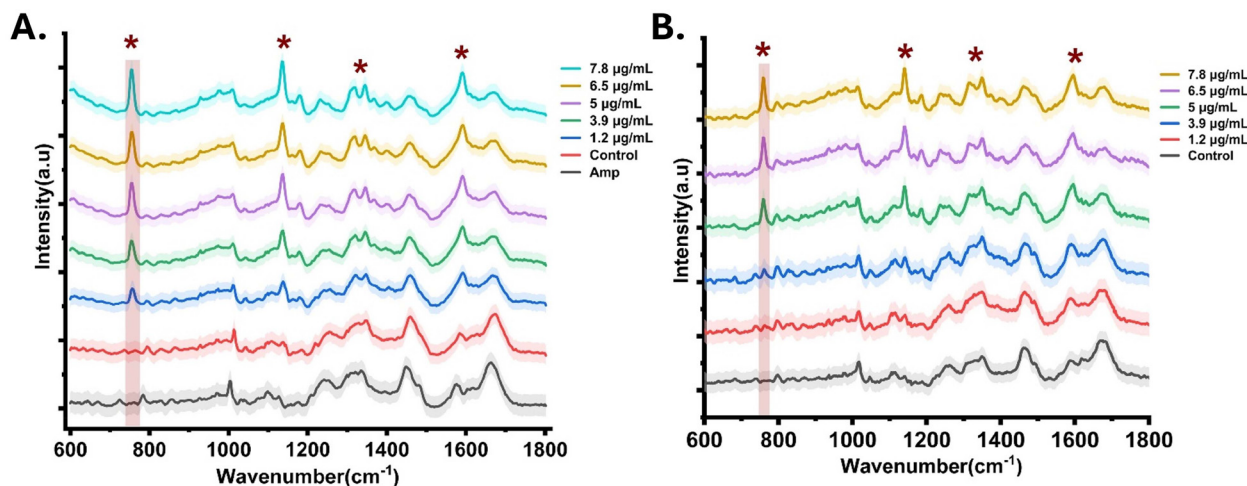 A.
*
*
*
*
7.8 µg/mL
6.5 µg/mL
5 µg/mL
3.9 µg/mL
1.2 µg/mL
Control
Amp
Intensity(a.u)
600 800 1000 1200 1400 1600 1800
Wavenumber(cm⁻¹)
B.
*
*
*
*
7.8 µg/mL
6.5 µg/mL
5 µg/mL
3.9 µg/mL
1.2 µg/mL
Control
Intensity(a.u)
600 800 1000 1200 1400 1600 1800
Wavenumber(cm⁻¹)